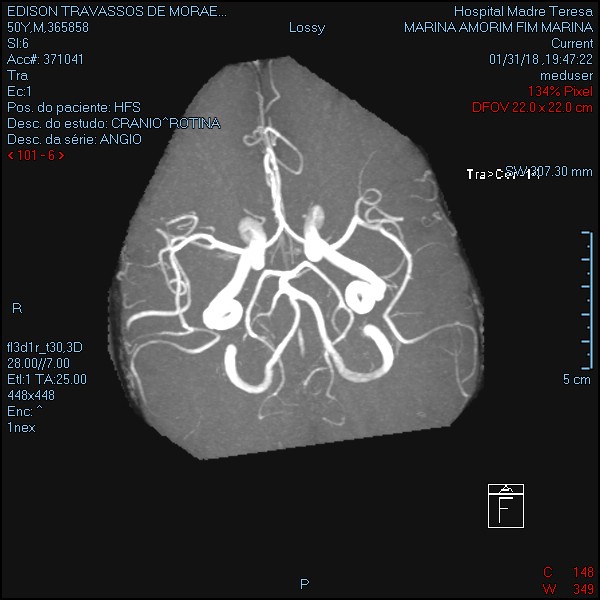 EDISON TRAVASSOS DE MORAE...
50Y,M,365858
Sl:6
Acc#: 371041
Tra
Ec:1
Pos. do paciente: HFS
Desc. do estudo: CRANIO^ROTINA
Desc. da série: ANGIO
< 101 - 6 >
Lossy
Hospital Madre Teresa
MARINA AMORIM FIM MARINA
Current
01/31/18 ,19:47:22
meduser
134% Pixel
DFOV 22.0 x 22.0 cm
SW 307.30 mm
R
fl3d1r_t30,3D
28.00//7.00
Etl:1 TA:25.00
448x448
Enc: ^
1nex
5 cm
F
P
C 148
W 349